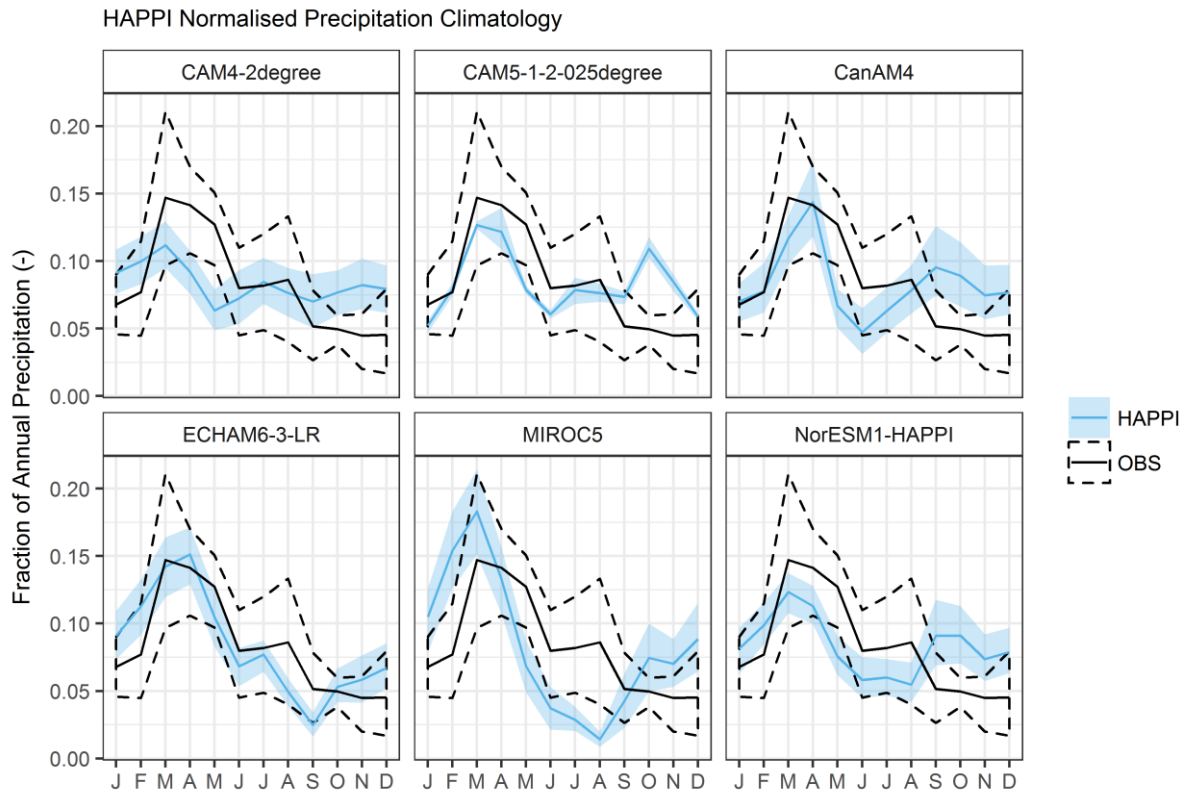 HAPPI Normalised Precipitation Climatology
CAM4-2degree CAM5-1-2-025degree CanAM4
0.20
0.15
0.10
0.05
0.00
Fraction of Annual Precipitation (-)
HAPPI
OBS
ECHAM6-3-LR MIROC5 NorESM1-HAPPI
0.20
0.15
0.10
0.05
0.00
J F M A M J J A S O N D J F M A M J J A S O N D J F M A M J J A S O N D